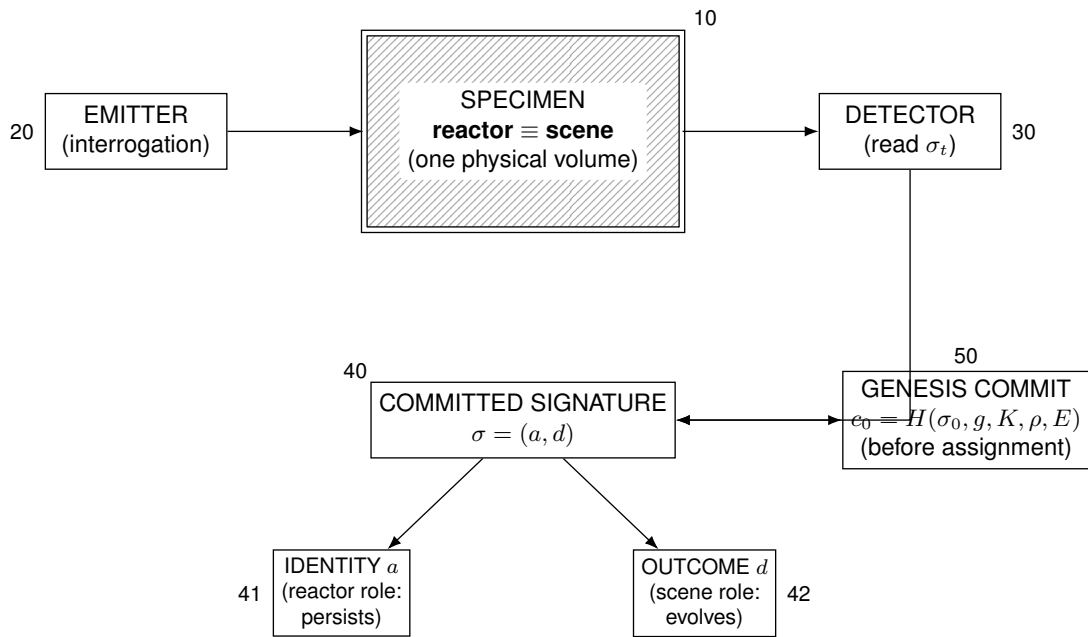 10
EMITTER
(interrogation)
20
SPECIMEN
reactor ≡ scene
(one physical volume)
DETECTOR
(read σ_t)
30
40
COMMITTED SIGNATURE
σ = (a, d)
50
GENESIS COMMIT
c_0 = H(σ_0, g, K, ρ, E)
(before assignment)
41
IDENTITY a
(reactor role:
persists)
OUTCOME d
(scene role:
evolves)
42